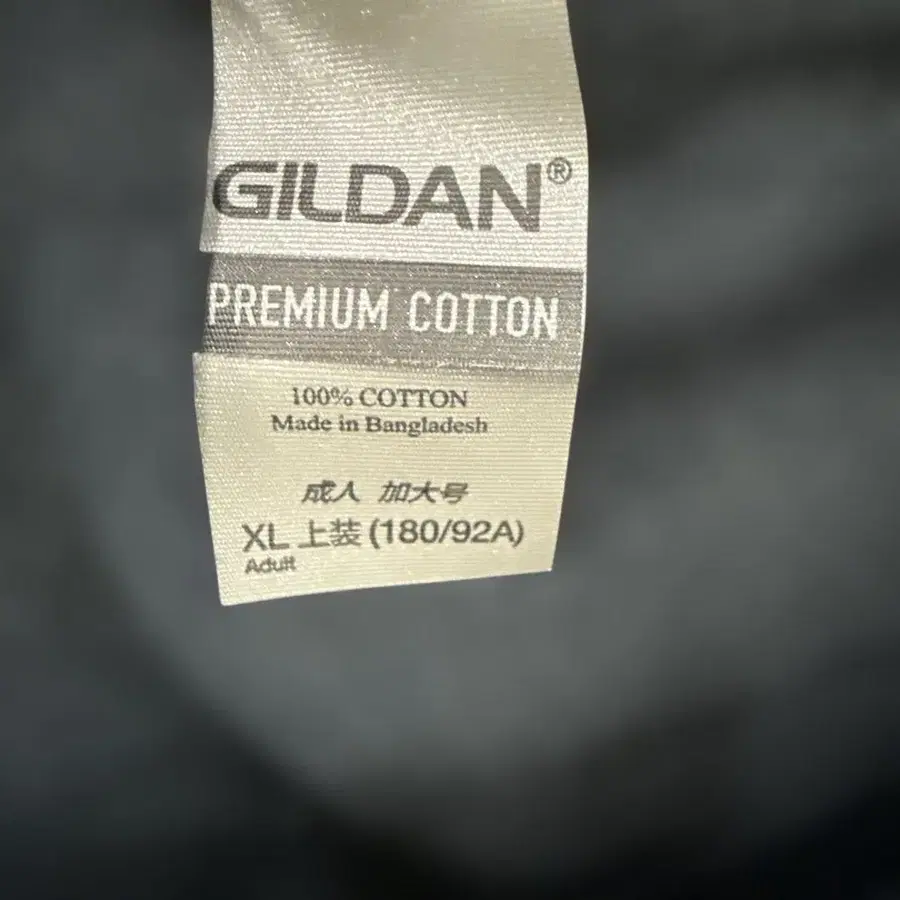 GILDAN®
PREMIUM COTTON
100% COTTON
Made in Bangladesh
成人 加大号
XL 上装 (180/92A)
Adult